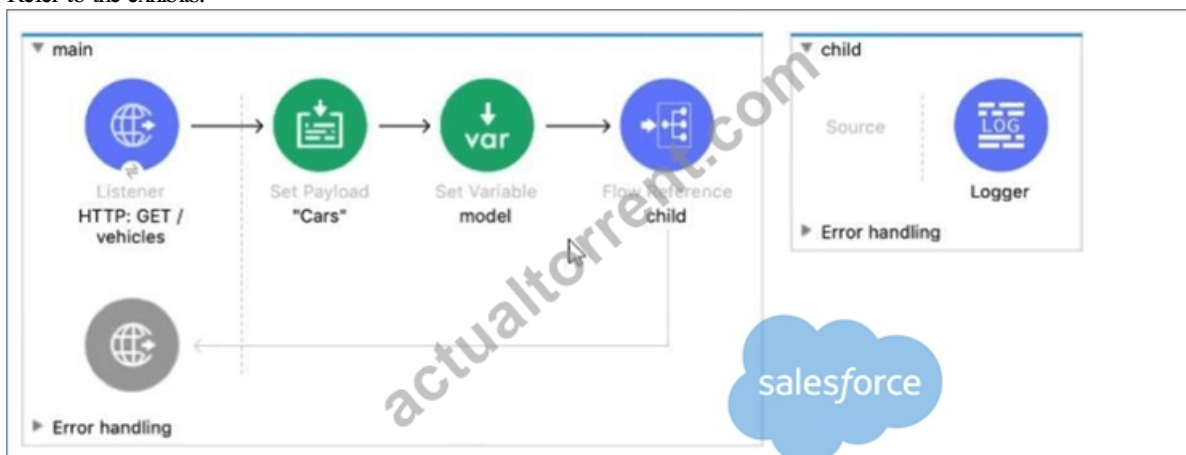 Refer to the exhibits.
main
child
Listener
HTTP: GET /
vehicles
Set Payload
"Cars"
Set Variable
model
Flow Reference
child
Source
LOG
Logger
var
Error handling
Error handling
actualtorrent.com
salesforce